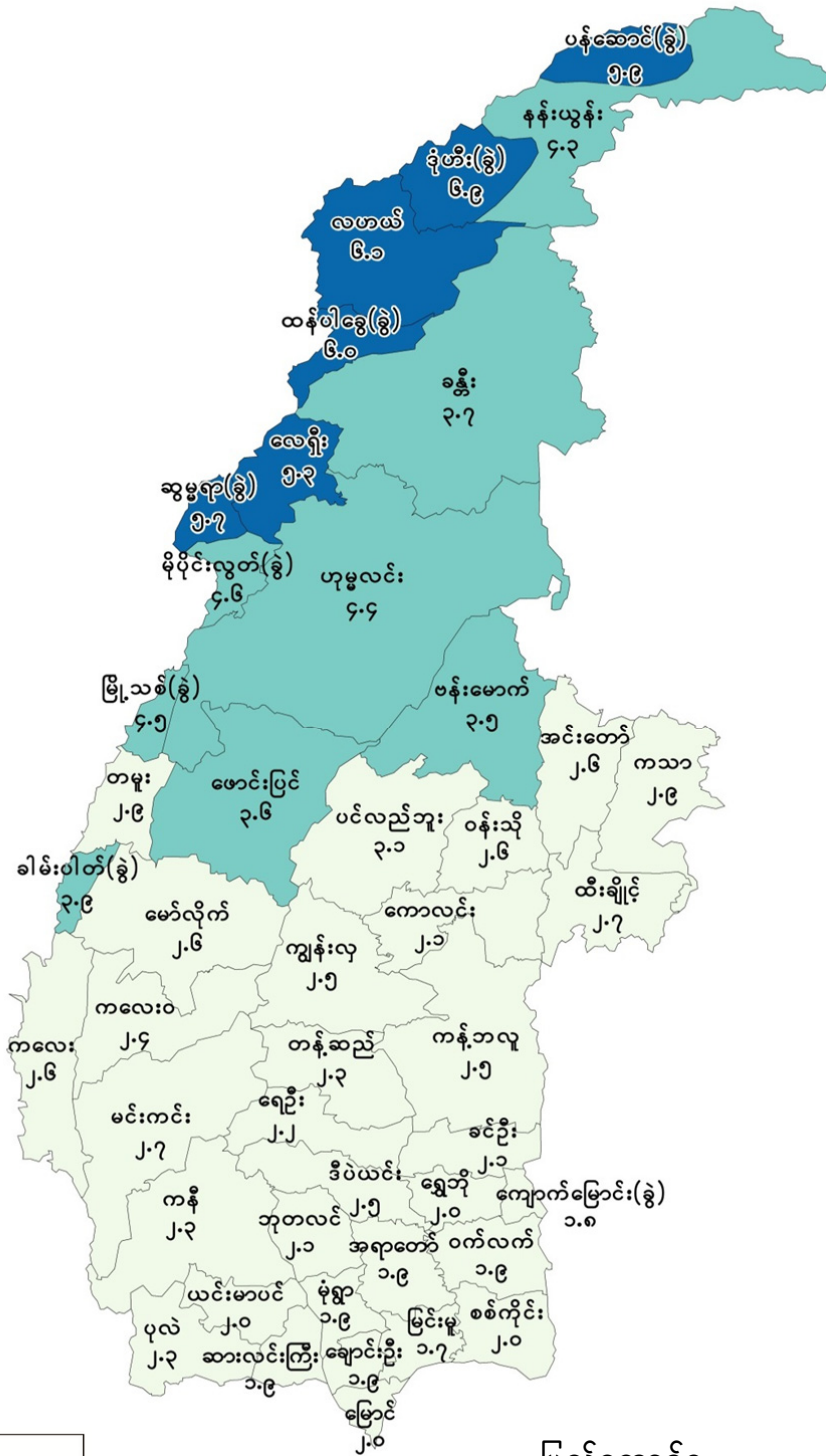 ပန်ဆောင်(ခွဲ)
၅.၉
နန်းယွန်း
၄.၃
ဒုံဟီး(ခွဲ)
၆.၉
လဟယ်
၆.၁
ထန်ပါခွေ(ခွဲ)
၆.၀
ခန္တီး
၃.၇
လေရှီး
၅.၃
ဆွမ္မရာ(ခွဲ)
၅.၇
မိုပိုင်းလွတ်(ခွဲ)
၄.၆
ဟုမ္မလင်း
၄.၄
မြို့သစ်(ခွဲ)
၄.၅
ဗန်းမောက်
၃.၅
အင်းတော်
၂.၆
ကသာ
၂.၉
တမူး
၂.၉
ဖောင်းပြင်
၃.၆
ပင်လည်ဘူး
၃.၁
ဝန်းသို
၂.၆
ခါမ်းပါတ်(ခွဲ)
၃.၉
ထီးချိုင့်
၂.၇
မော်လိုက်
၂.၆
ကောလင်း
၂.၁
ကျွန်းလှ
၂.၅
ကလေးဝ
၂.၄
ကလေး
၂.၆
တန့်ဆည်
၂.၃
ကန့်ဘလူ
၂.၅
ရေဦး
၂.၂
မင်းကင်း
၂.၇
ခင်ဦး
၂.၁
ဒီပဲယင်း
၂.၅
ရွှေဘို
၂.၀
ကျောက်မြောင်း(ခွဲ)
၁.၈
ကနီ
၂.၃
ဘုတလင်
၂.၁
အရာတော်
၁.၉
ဝက်လက်
၁.၉
ယင်းမာပင်
၂.၀
မုံရွာ
၁.၉
မြင်းမူ
၁.၇
စစ်ကိုင်း
၂.၀
ပုလဲ
၂.၃
ဆားလင်းကြီး
၁.၉
ချောင်းဦး
၁.၉
မြောင်
၂.၀